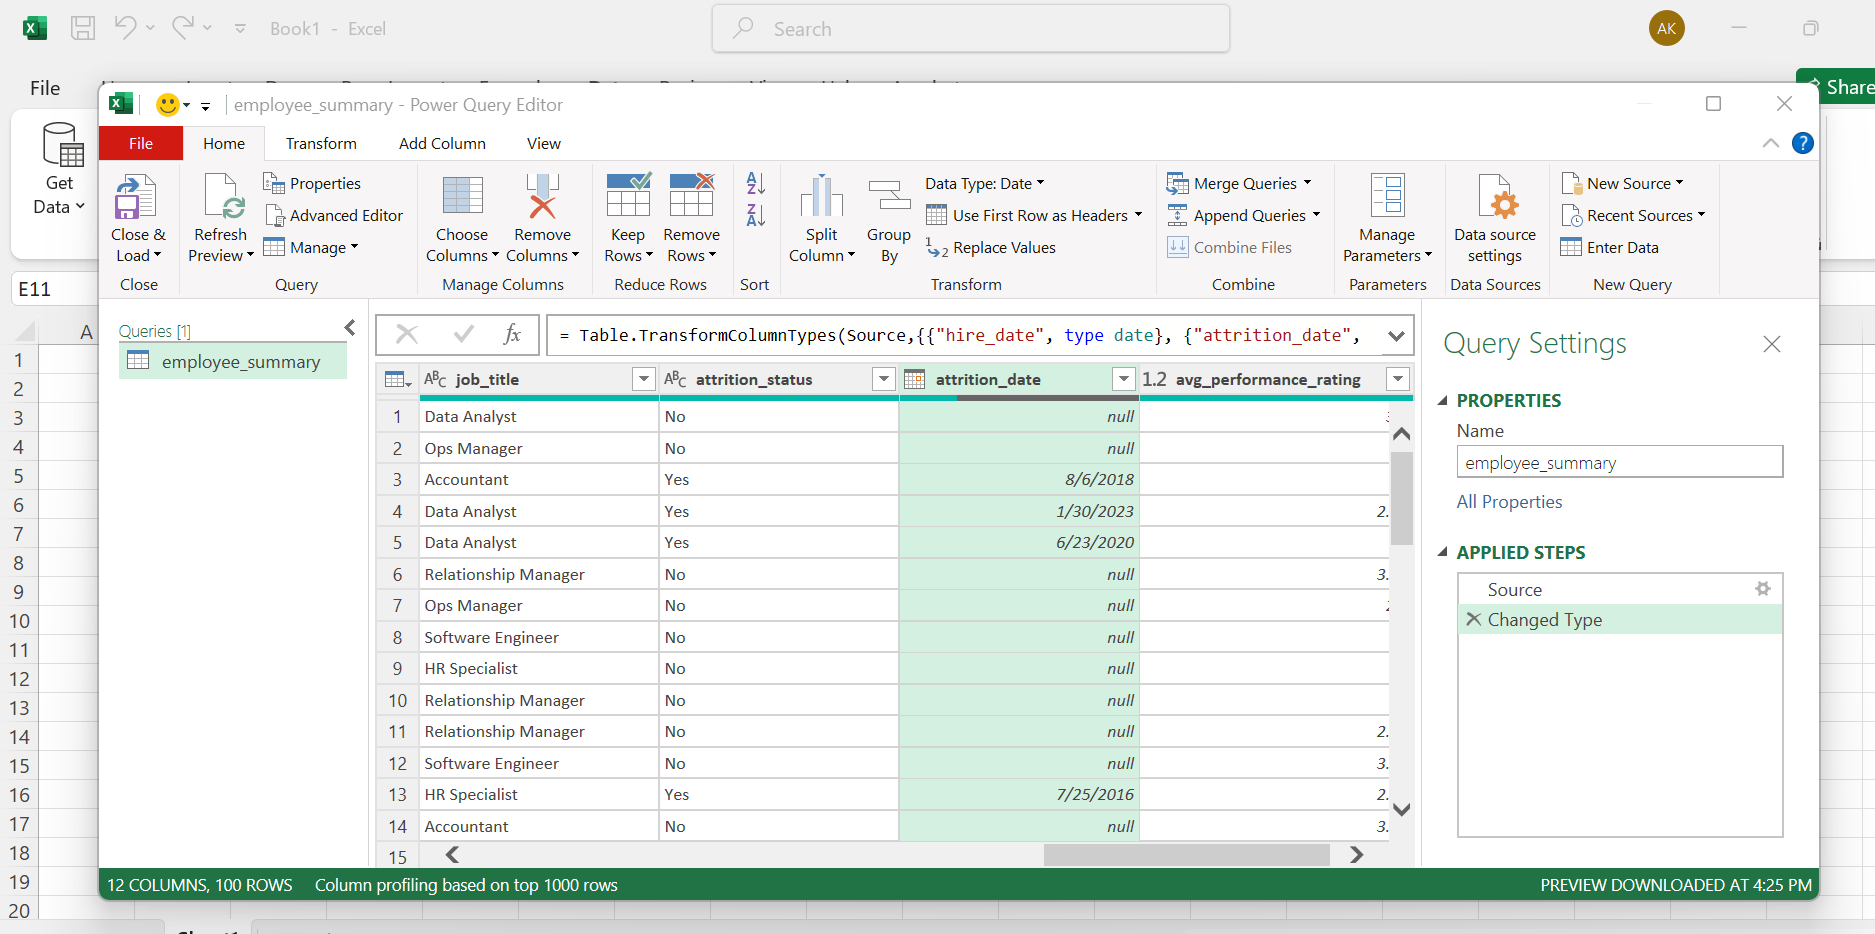 Book1 - Excel
Search
AK
File
Share
Get
Data
employee_summary - Power Query Editor
File Home Transform Add Column View
Close &
Load
Close
Refresh
Preview
Properties
Advanced Editor
Manage
Query
Choose
Columns
Remove
Columns
Manage Columns
Keep
Rows
Remove
Rows
Reduce Rows
Sort
Split
Column
Group
By
Data Type: Date
Use First Row as Headers
Replace Values
Transform
Merge Queries
Append Queries
Combine Files
Combine
Manage
Parameters
Parameters
Data source
settings
Data Sources
New Source
Recent Sources
Enter Data
New Query
E11
A
1
2
3
4
5
6
7
8
9
10
11
12
13
14
15
16
17
18
19
20
Queries [1]
employee_summary
fx = Table.TransformColumnTypes(Source,{{"hire_date", type date}, {"attrition_date",
ABC job_title ABC attrition_status attrition_date 1.2 avg_performance_rating
1 Data Analyst No null
2 Ops Manager No null
3 Accountant Yes 8/6/2018
4 Data Analyst Yes 1/30/2023 2.
5 Data Analyst Yes 6/23/2020
6 Relationship Manager No null 3.
7 Ops Manager No null
8 Software Engineer No null
9 HR Specialist No null
10 Relationship Manager No null
11 Relationship Manager No null 2.
12 Software Engineer No null 3.
13 HR Specialist Yes 7/25/2016 2.
14 Accountant No null 3.
15
Query Settings
PROPERTIES
Name
employee_summary
All Properties
APPLIED STEPS
Source
Changed Type
12 COLUMNS, 100 ROWS Column profiling based on top 1000 rows
PREVIEW DOWNLOADED AT 4:25 PM